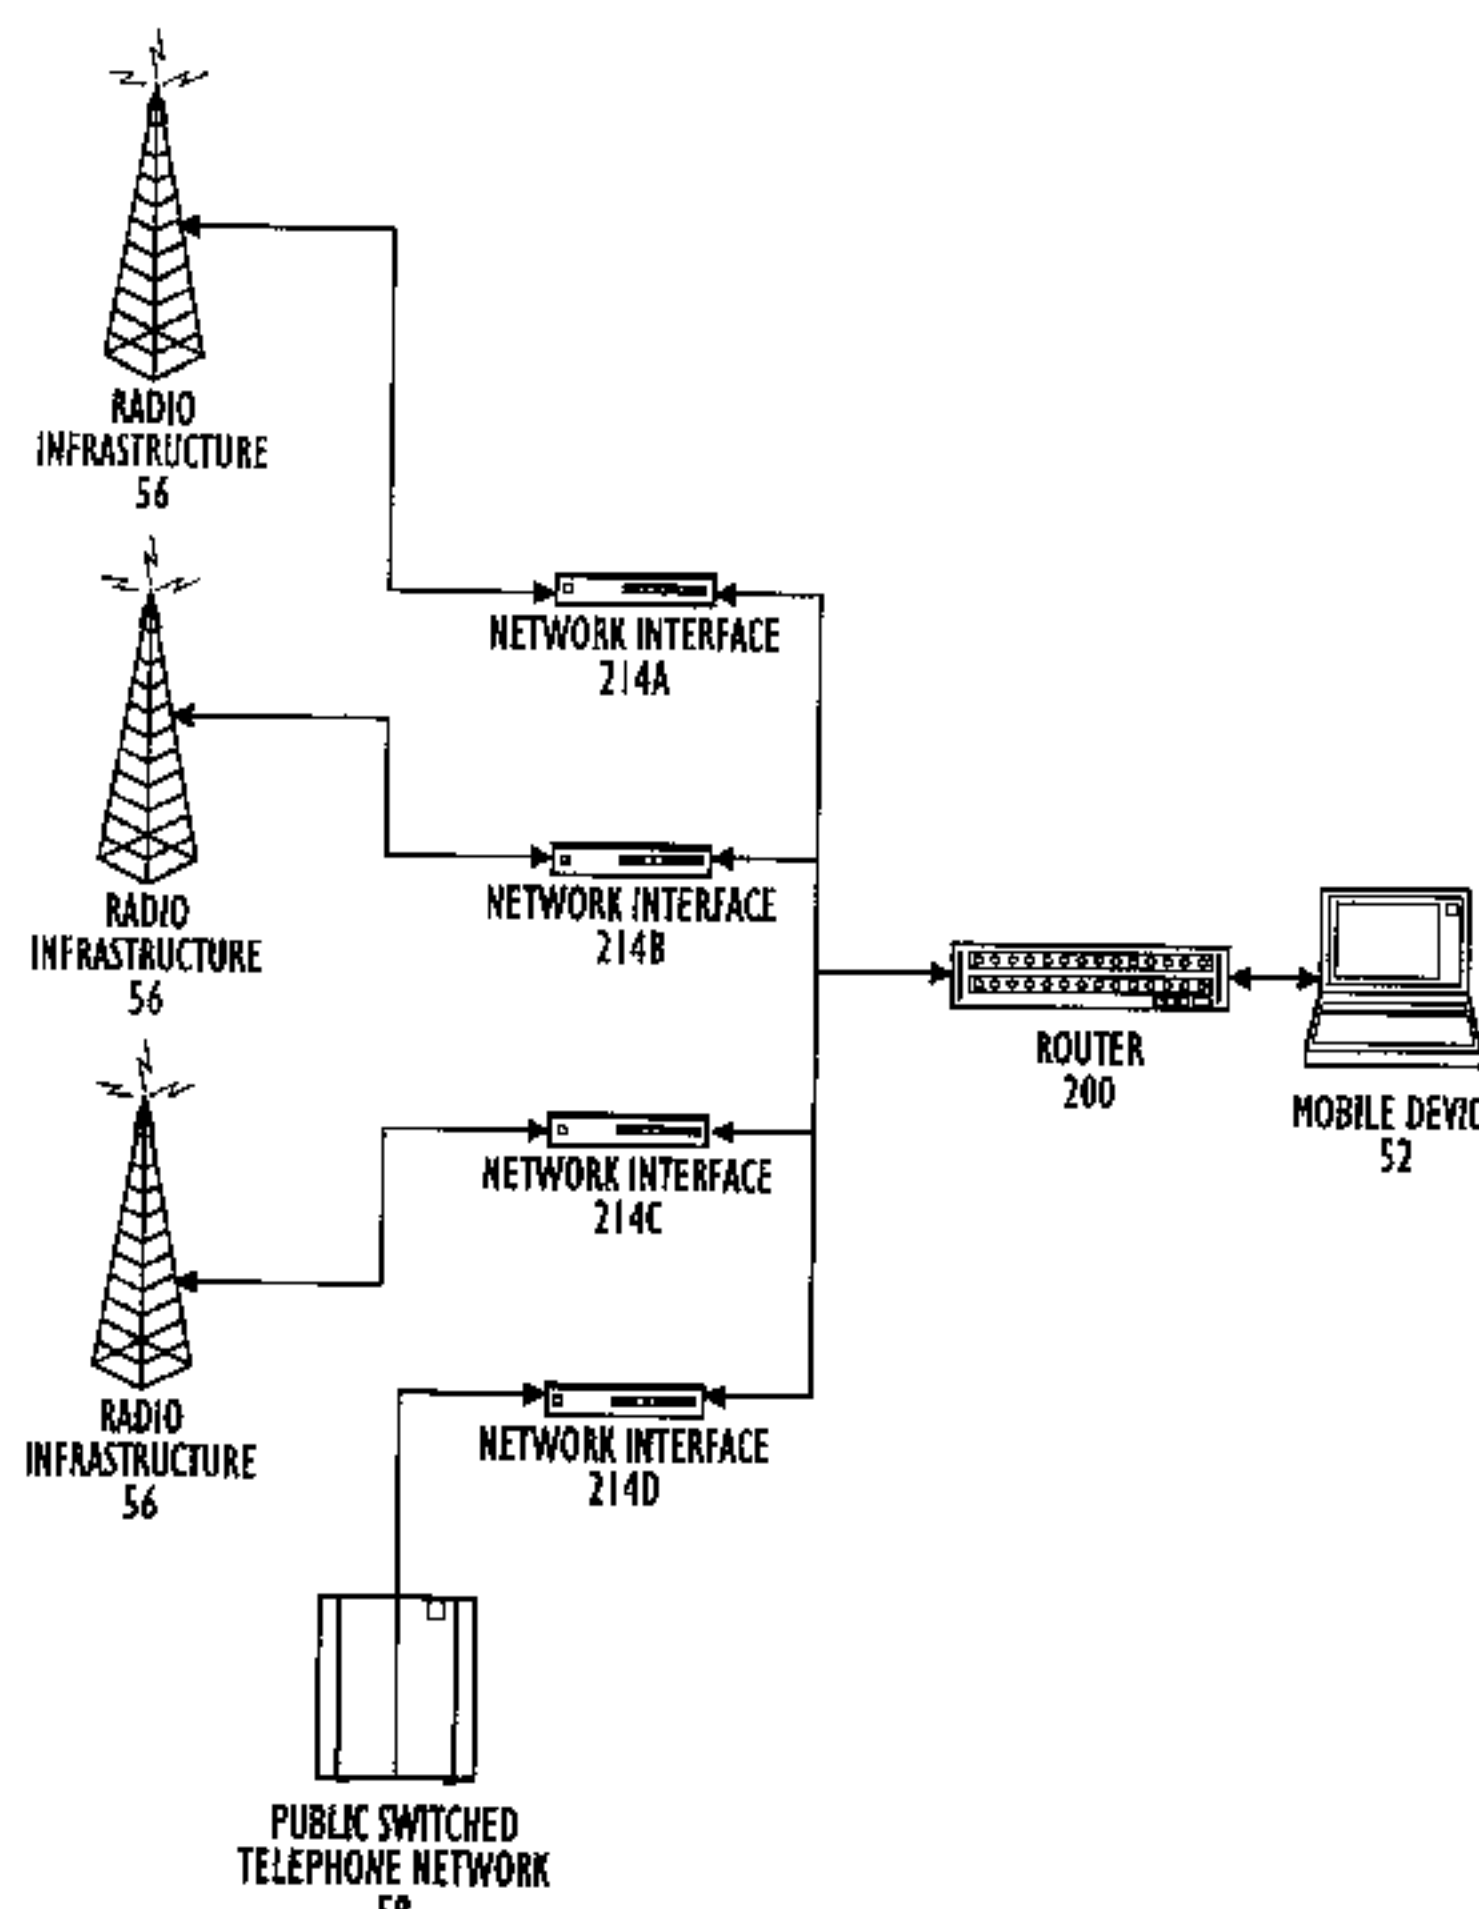 RADIO
INFRASTRUCTURE
56
NETWORK INTERFACE
214A
RADIO
INFRASTRUCTURE
56
NETWORK INTERFACE
214B
ROUTER
200
MOBILE DEVIC
52
RADIO
INFRASTRUCTURE
56
NETWORK INTERFACE
214C
NETWORK INTERFACE
214D
PUBLIC SWITCHED
TELEPHONE NETWORK